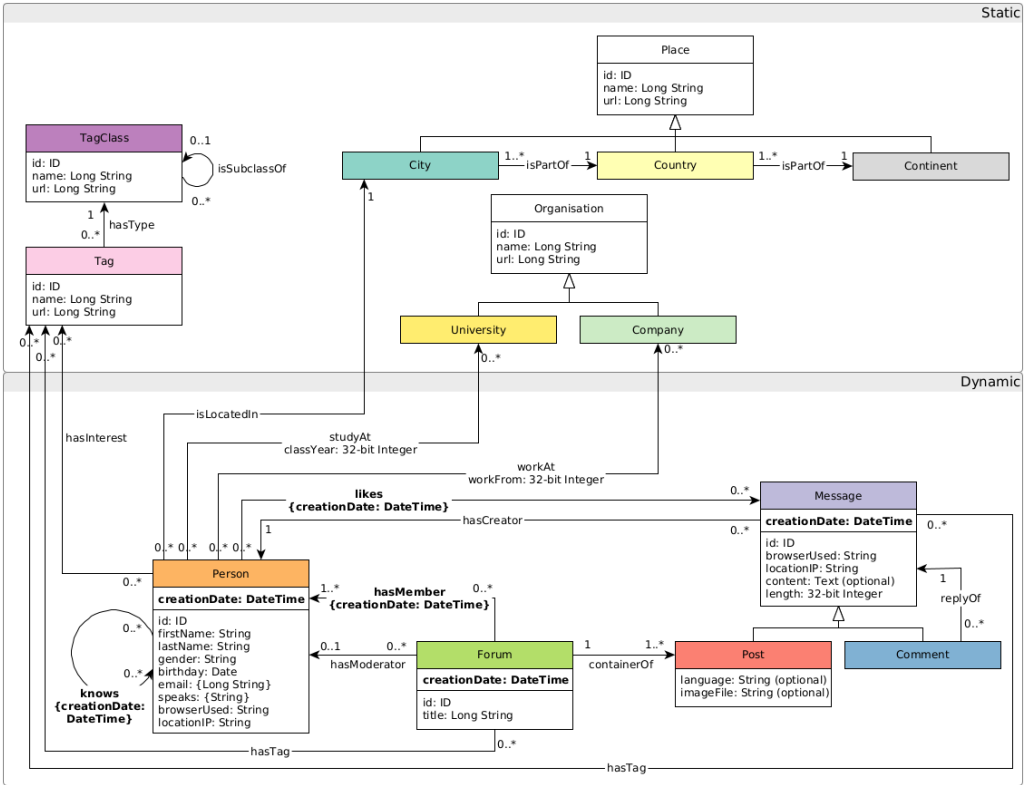 Static
Place
id: ID
name: Long String
url: Long String
TagClass
id: ID
name: Long String
url: Long String
0..1
isSubclassOf
0..*
City
1..*
isPartOf
1
Country
1..*
isPartOf
1
Continent
1
Organisation
id: ID
name: Long String
url: Long String
1
hasType
0..*
Tag
id: ID
name: Long String
url: Long String
University
Company
0..*
0..*
0..*
0..*
0..*
Dynamic
isLocatedIn
hasInterest
studyAt
classYear: 32-bit Integer
workAt
workFrom: 32-bit Integer
likes
{creationDate: DateTime}
0..*
hasCreator
1
0..*
Message
creationDate: DateTime
id: ID
browserUsed: String
locationIP: String
content: Text (optional)
length: 32-bit Integer
0..*
1
replyOf
0..*
0..*
0..*
0..*
0..*
0..*
Person
creationDate: DateTime
id: ID
firstName: String
lastName: String
gender: String
birthday: Date
email: {Long String}
speaks: {String}
browserUsed: String
locationIP: String
0..*
0..*
knows
{creationDate:
DateTime}
1..*
hasMember
{creationDate: DateTime}
0..*
0..1
hasModerator
0..*
Forum
creationDate: DateTime
id: ID
title: Long String
1
containerOf
1..*
Post
language: String (optional)
imageFile: String (optional)
Comment
0..*
hasTag
hasTag